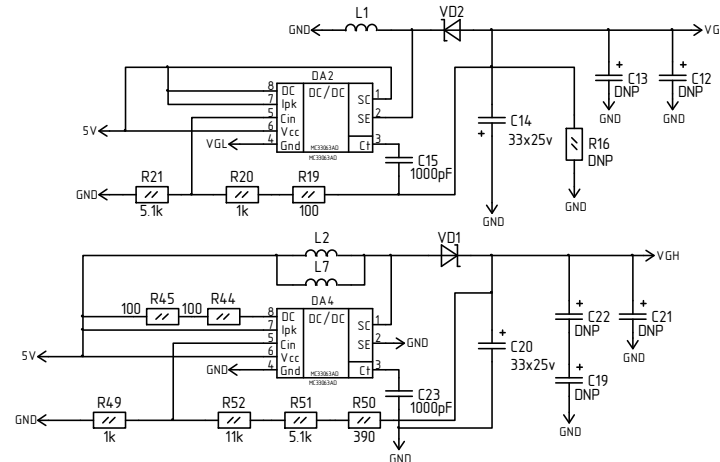 L1
VD2
GND
VG
DA2
8 DC DC/DC
7 Ipk SC 1
5 Cin SE 2
6 Vcc
4 Gnd Ct 3
MC33063AD
MC33063AD
5V
VGL
C15
1000pF
C14
33x25v
+
C13
DNP
+
C12
DNP
+
GND
GND
R16
DNP
GND
GND
GND
R21
5.1k
R20
1k
R19
100
L2
L7
VD1
VGH
100 R45 100 R44
DA4
8 DC DC/DC
7 Ipk SC 1
5 Cin SE 2
6 Vcc
4 Gnd Ct 3
MC33063AD
MC33063AD
GND
5V
GND
C23
1000pF
C20
33x25v
+
C22
DNP
+
C21
DNP
+
GND
C19
DNP
+
GND
GND
R49
1k
R52
11k
R51
5.1k
R50
390
GND